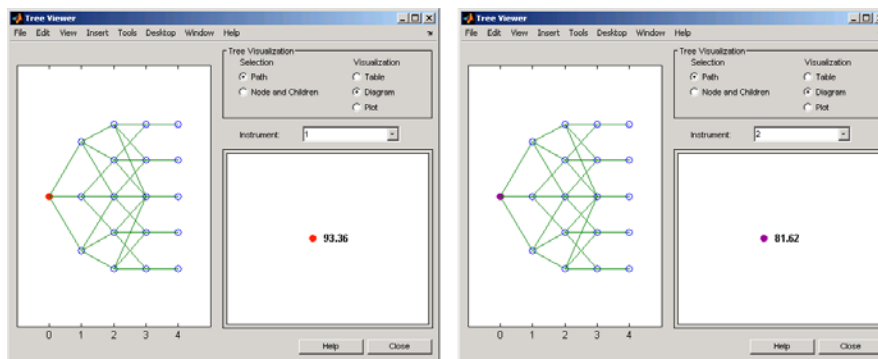 Tree Viewer
File Edit View Insert Tools Desktop Window Help
Tree Visualization
Selection Visualization
Path Table
Node and Children Diagram
Plot
Instrument: 1
93.36
0 1 2 3 4
Help Close
Tree Viewer
File Edit View Insert Tools Desktop Window Help
Tree Visualization
Selection Visualization
Path Table
Node and Children Diagram
Plot
Instrument: 2
81.62
0 1 2 3 4
Help Close